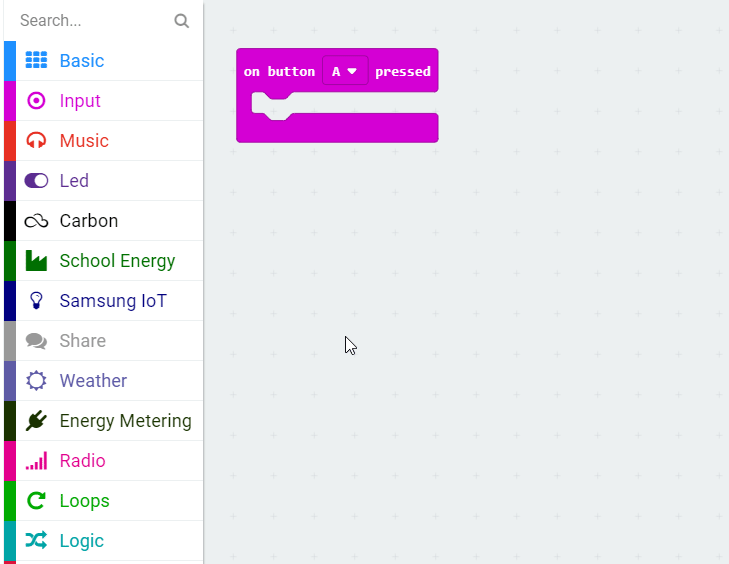 Search...
Basic
Input
Music
Led
Carbon
School Energy
Samsung IoT
Share
Weather
Energy Metering
Radio
Loops
Logic
on button A pressed